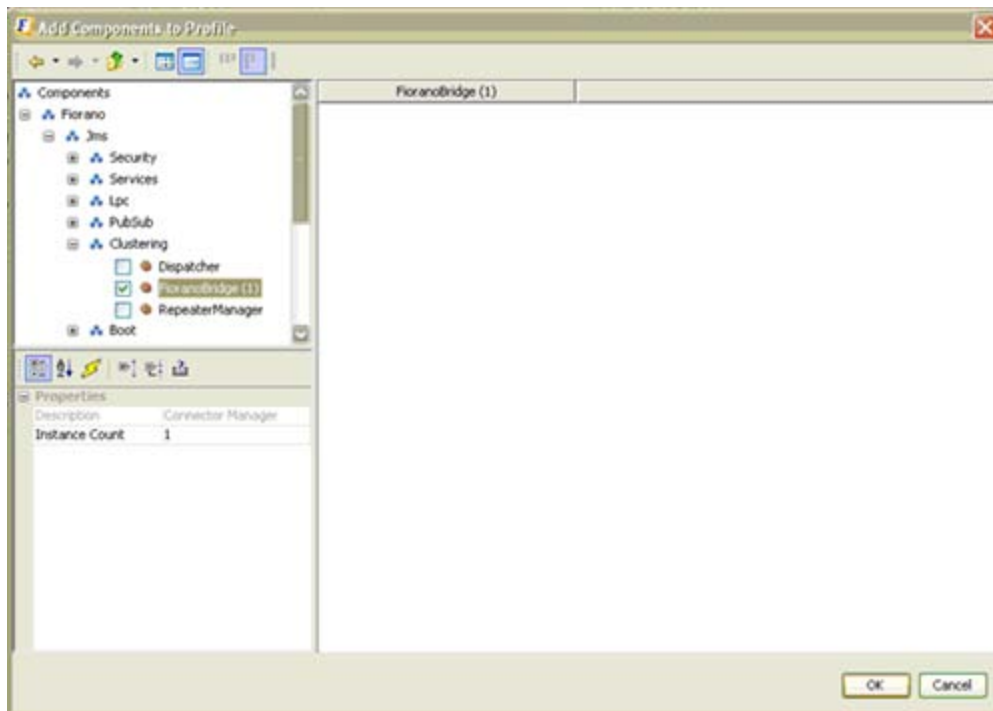 Add Components to Profile
Components
FioranoBridge (1)
Fiorano
Jms
Security
Services
Lpc
PubSub
Clustering
Dispatcher
FioranoBridge (1)
RepeaterManager
Boot
Properties
Description Connector Manager
Instance Count 1
OK Cancel